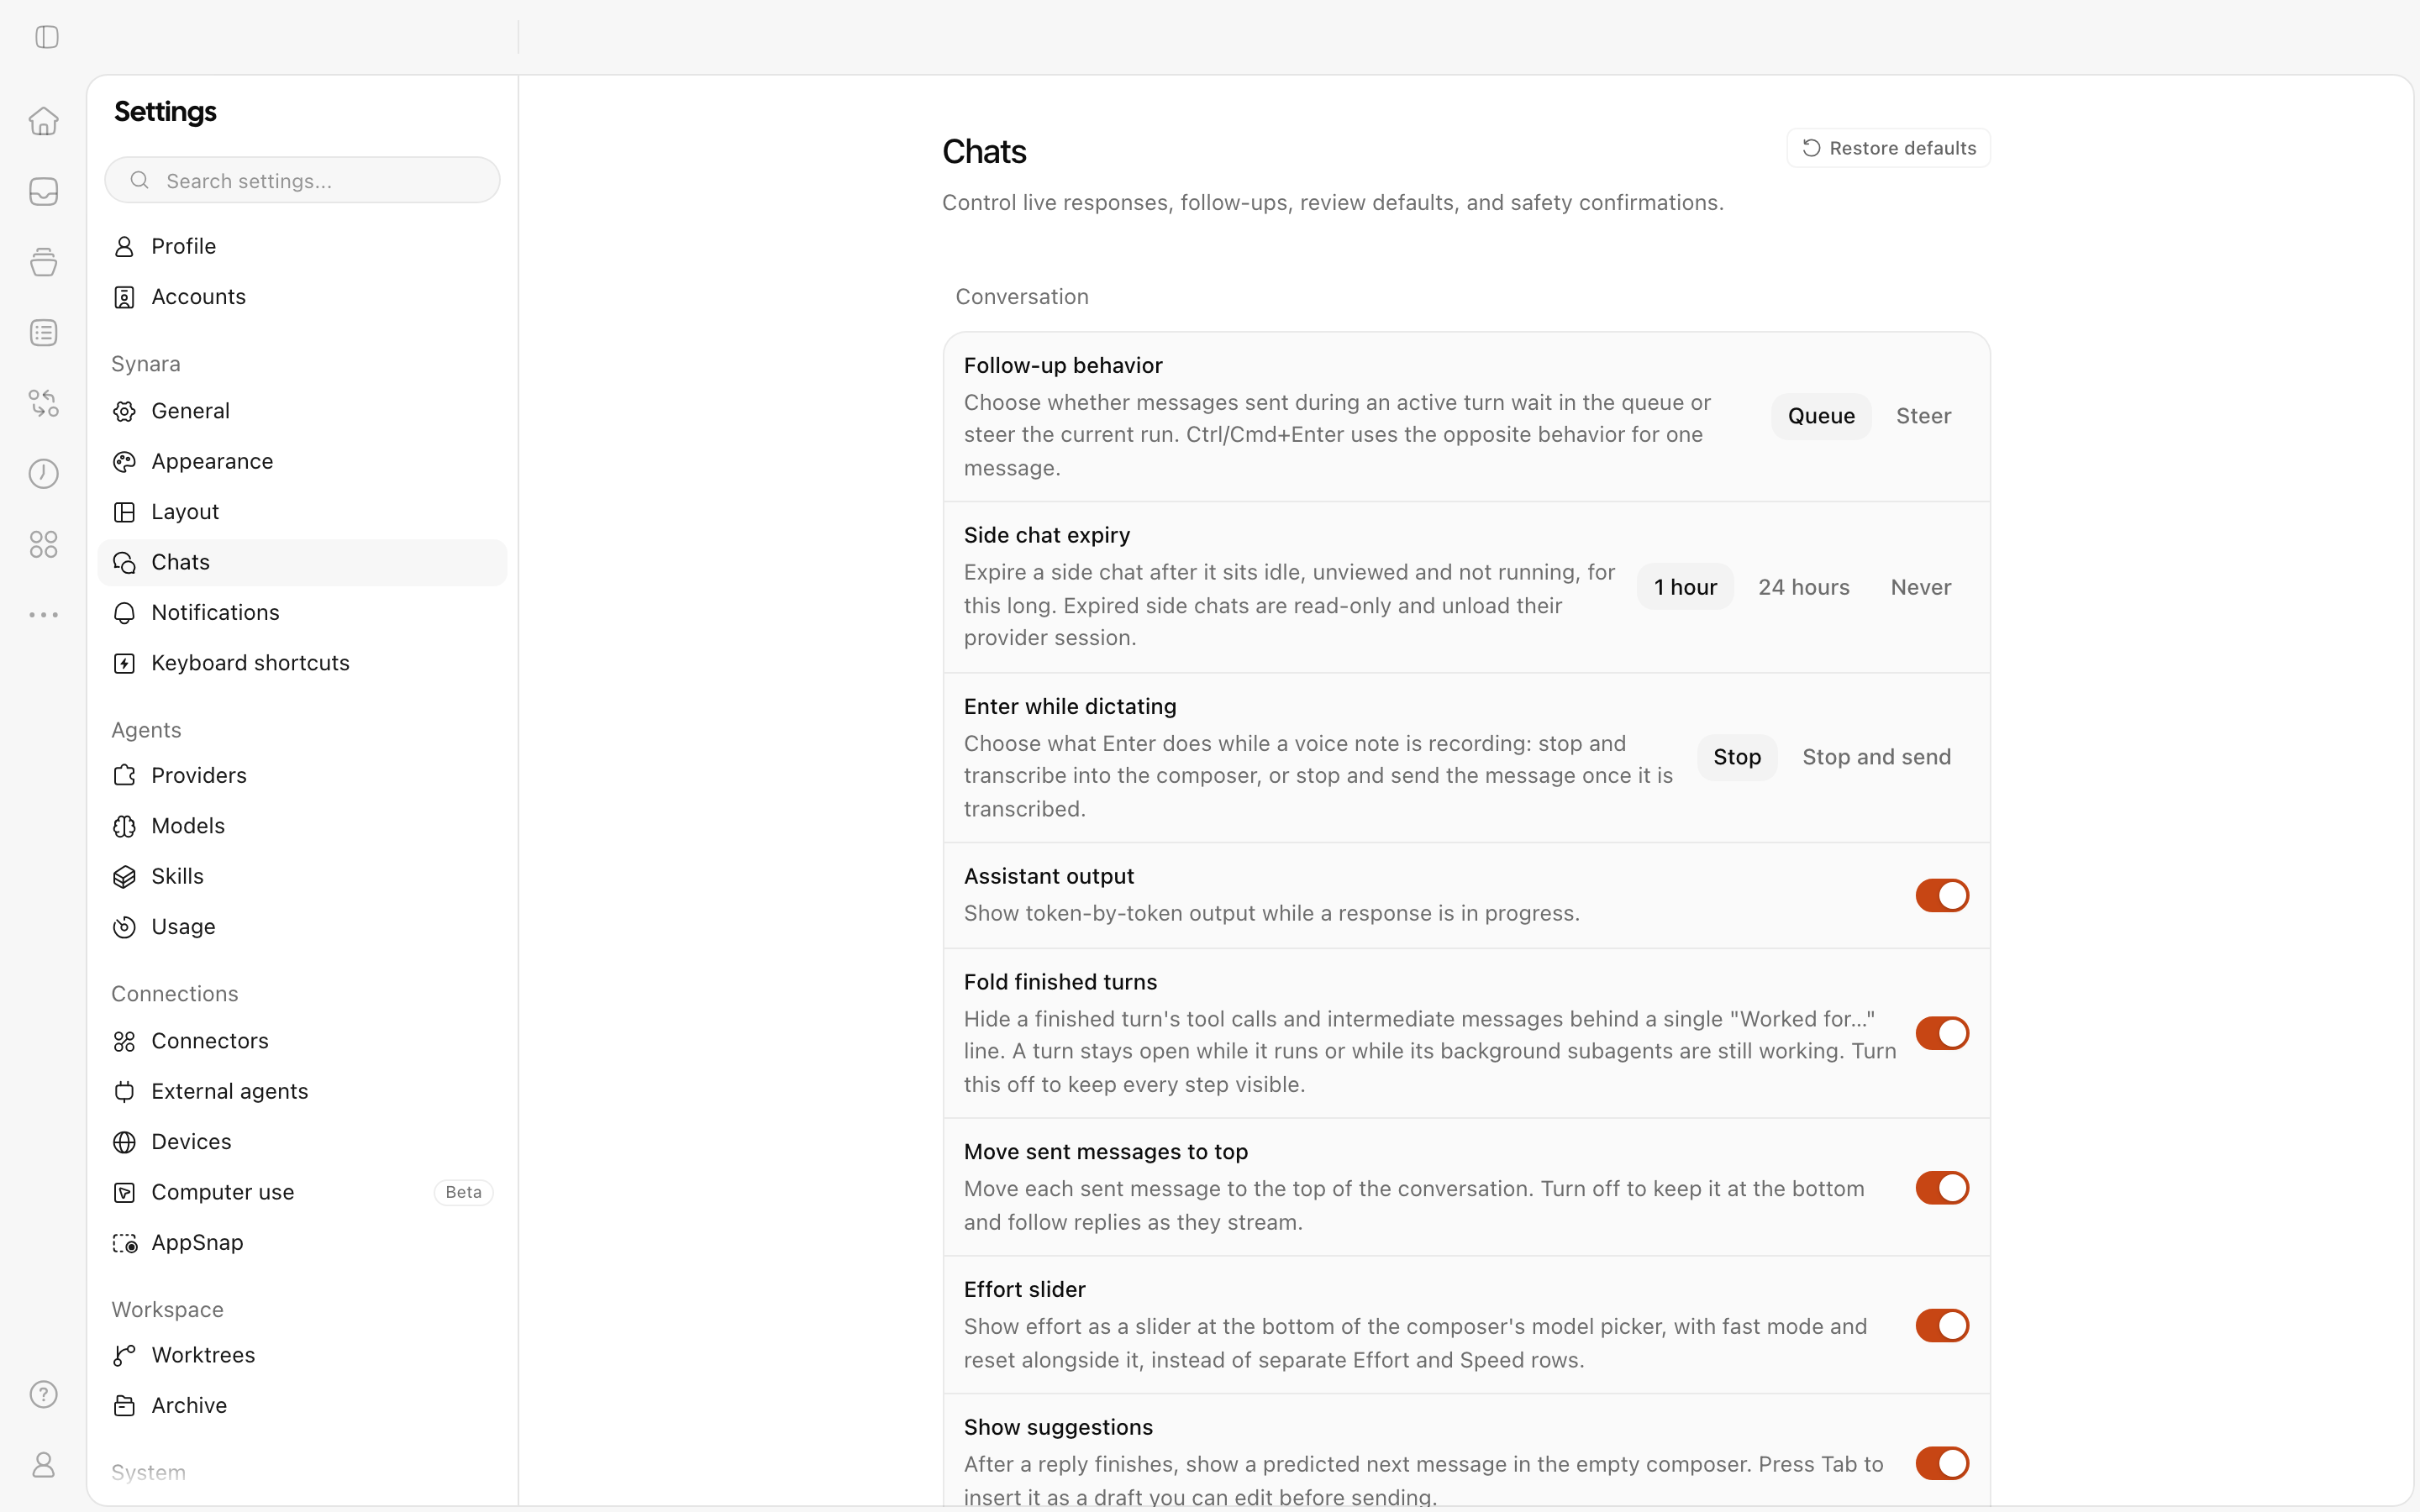 Settings
Search settings...
Profile
Accounts
Synara
General
Appearance
Layout
Chats
Notifications
Keyboard shortcuts
Agents
Providers
Models
Skills
Usage
Connections
Connectors
External agents
Devices
Computer use Beta
AppSnap
Workspace
Worktrees
Archive
System
Chats
Restore defaults
Control live responses, follow-ups, review defaults, and safety confirmations.
Conversation
Follow-up behavior
Choose whether messages sent during an active turn wait in the queue or
steer the current run. Ctrl/Cmd+Enter uses the opposite behavior for one
message.
Queue Steer
Side chat expiry
Expire a side chat after it sits idle, unviewed and not running, for
this long. Expired side chats are read-only and unload their
provider session.
1 hour 24 hours Never
Enter while dictating
Choose what Enter does while a voice note is recording: stop and
transcribe into the composer, or stop and send the message once it is
transcribed.
Stop Stop and send
Assistant output
Show token-by-token output while a response is in progress.
Fold finished turns
Hide a finished turn's tool calls and intermediate messages behind a single "Worked for..."
line. A turn stays open while it runs or while its background subagents are still working. Turn
this off to keep every step visible.
Move sent messages to top
Move each sent message to the top of the conversation. Turn off to keep it at the bottom
and follow replies as they stream.
Effort slider
Show effort as a slider at the bottom of the composer's model picker, with fast mode and
reset alongside it, instead of separate Effort and Speed rows.
Show suggestions
After a reply finishes, show a predicted next message in the empty composer. Press Tab to
insert it as a draft you can edit before sending.